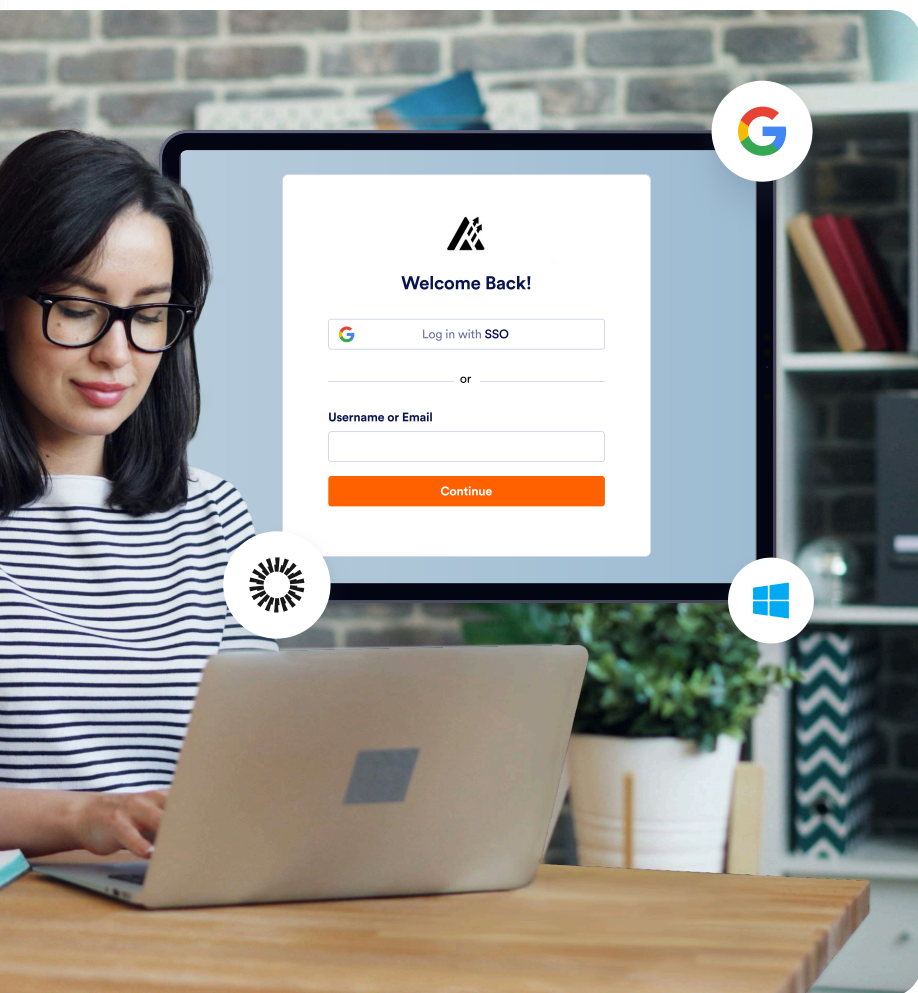 Welcome Back!
Log in with SSO
or
Username or Email
Continue